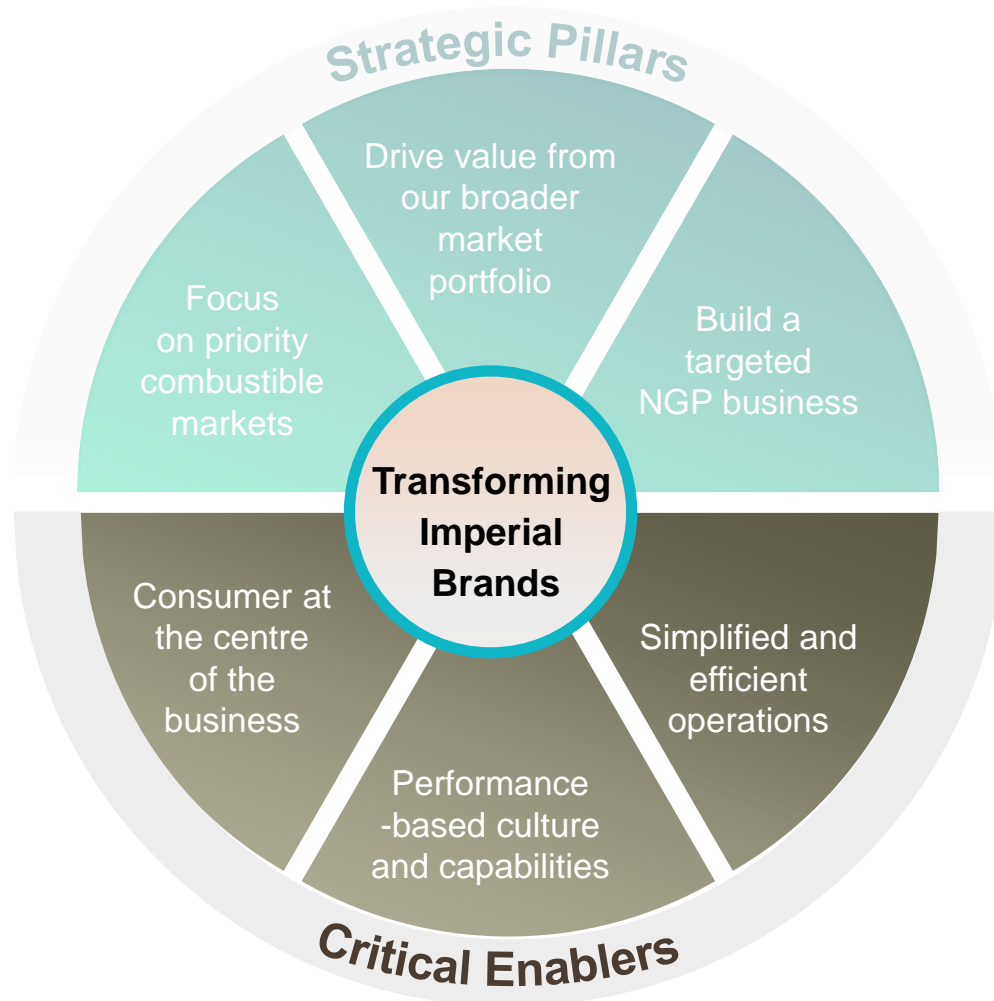 Strategic Pillars
Drive value from
our broader
market
portfolio
Focus
on priority
combustible
markets
Build a
targeted
NGP business
Transforming
Imperial
Brands
Consumer at
the centre
of the
business
Simplified and
efficient
operations
Performance
-based culture
and capabilities
Critical Enablers